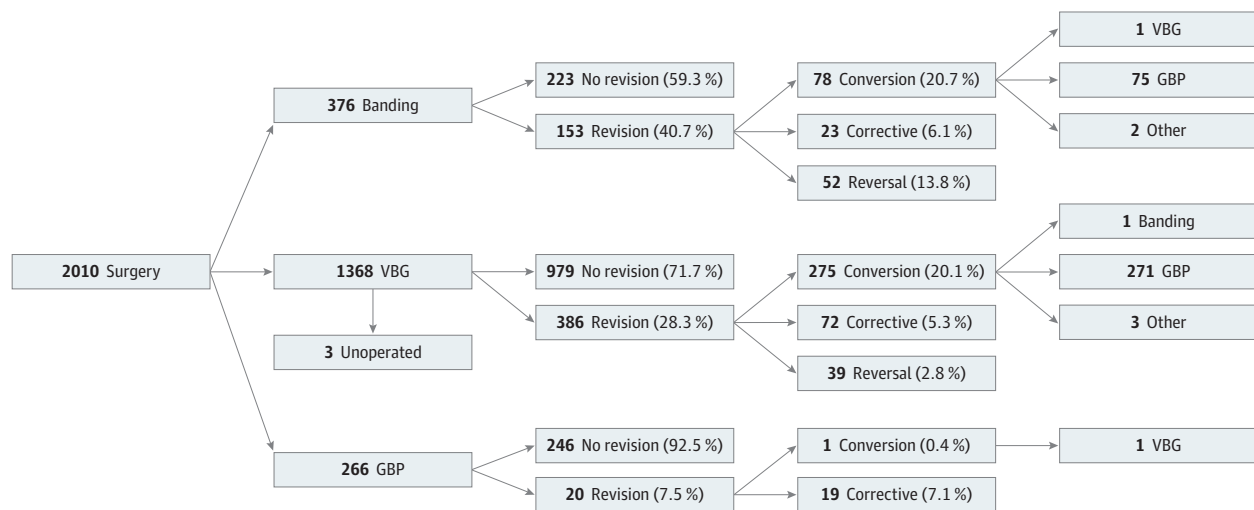 2010 Surgery
376 Banding
223 No revision (59.3%)
153 Revision (40.7%)
78 Conversion (20.7%)
23 Corrective (6.1%)
52 Reversal (13.8%)
1 VBG
75 GBP
2 Other
1368 VBG
3 Unoperated
979 No revision (71.7%)
386 Revision (28.3%)
275 Conversion (20.1%)
72 Corrective (5.3%)
39 Reversal (2.8%)
1 Banding
271 GBP
3 Other
266 GBP
246 No revision (92.5%)
20 Revision (7.5%)
1 Conversion (0.4%)
19 Corrective (7.1%)
1 VBG